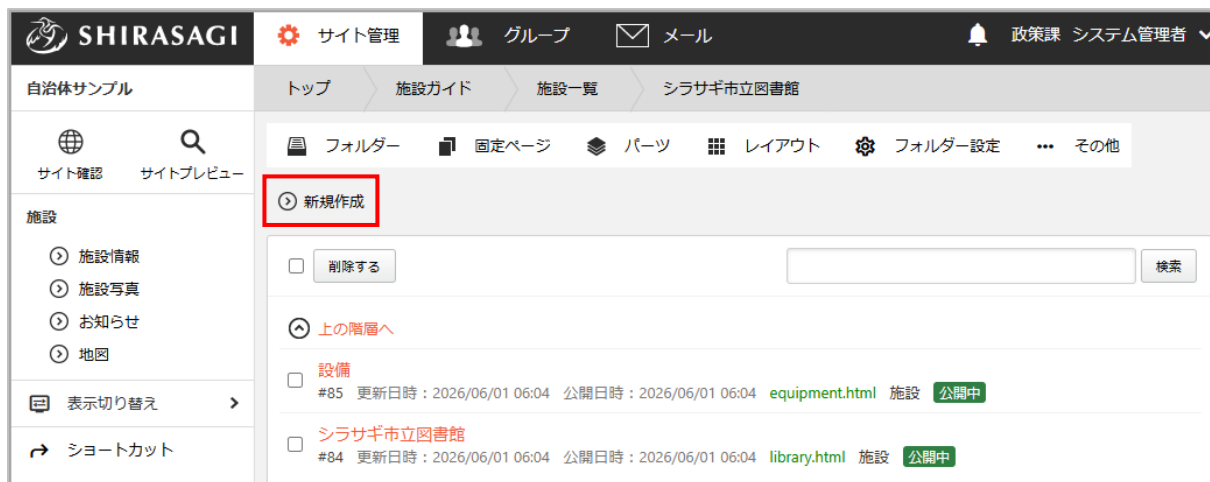 SHIRASAGI サイト管理 グループ メール 政策課 システム管理者
自治体サンプル
トップ 施設ガイド 施設一覧 シラサギ市立図書館
サイト確認 サイトプレビュー
フォルダー 固定ページ パーツ レイアウト フォルダー設定 ••• その他
新規作成
施設
施設情報
施設写真
お知らせ
地図
表示切り替え
ショートカット
削除する 検索
上の階層へ
設備
#85 更新日時：2026/06/01 06:04 公開日時：2026/06/01 06:04 equipment.html 施設 公開中
シラサギ市立図書館
#84 更新日時：2026/06/01 06:04 公開日時：2026/06/01 06:04 library.html 施設 公開中